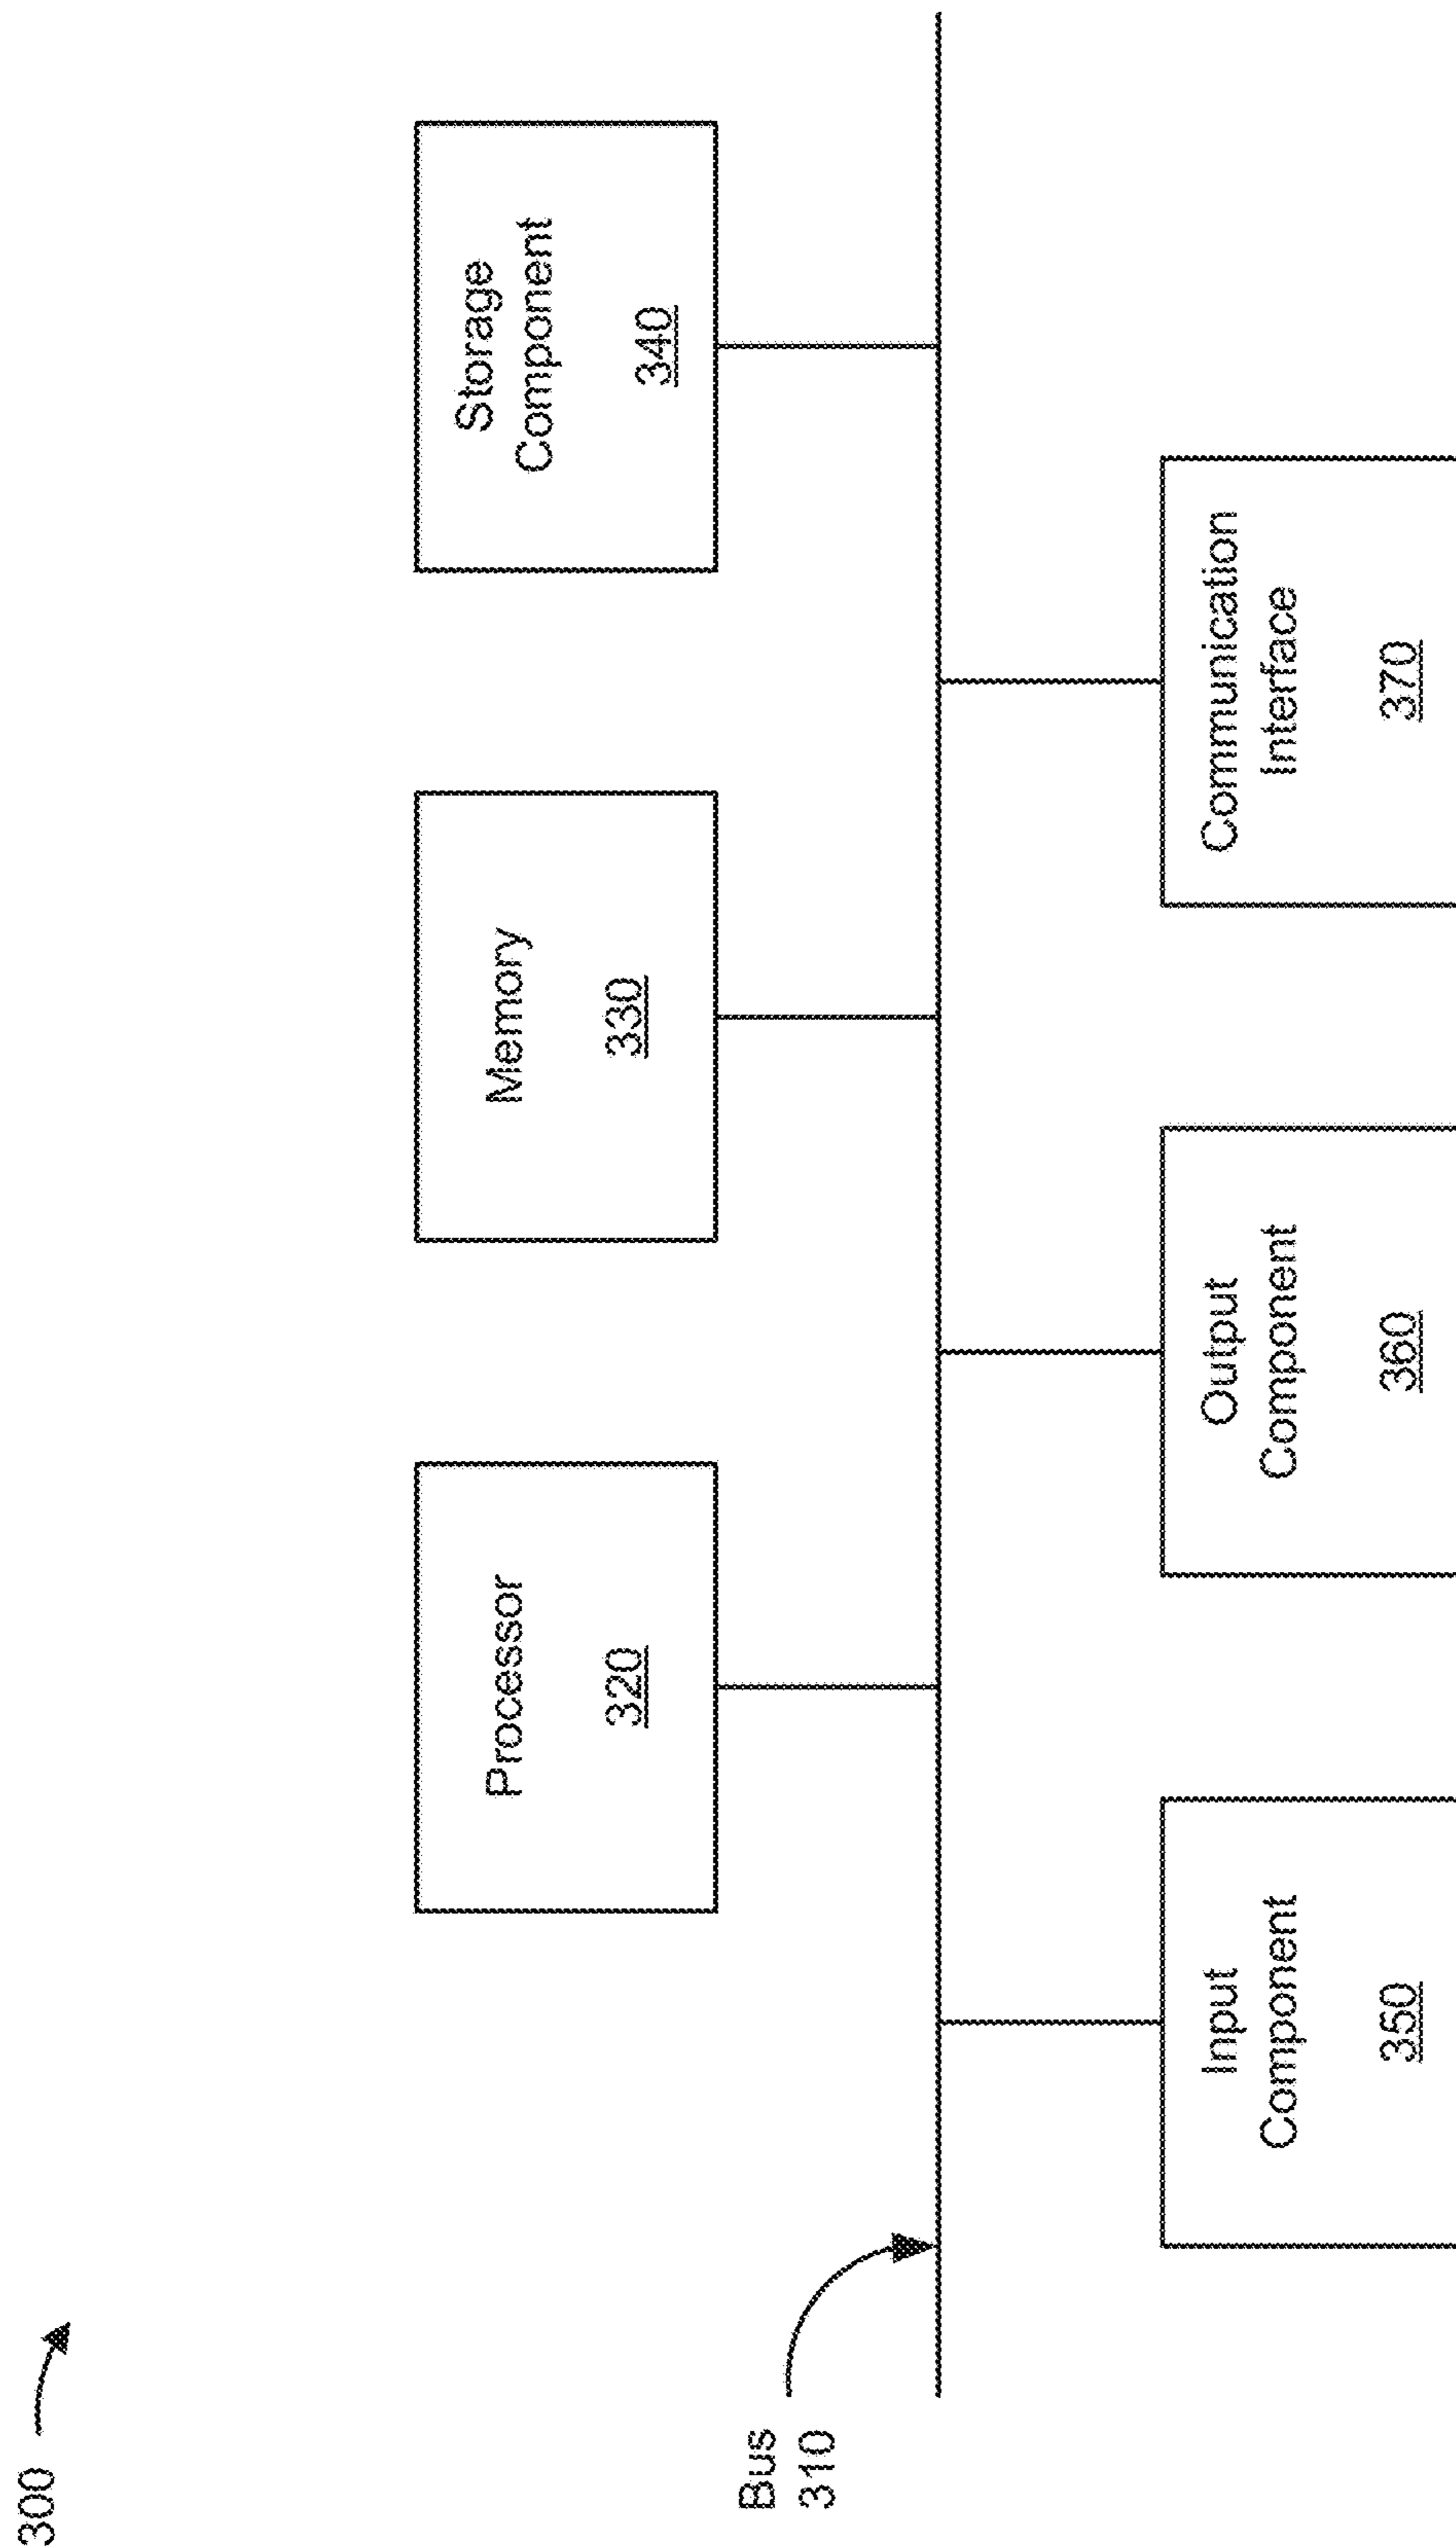 300
Processor
320
Memory
330
Storage
Component
340
Bus
310
Input
Component
350
Output
Component
360
Communication
Interface
370